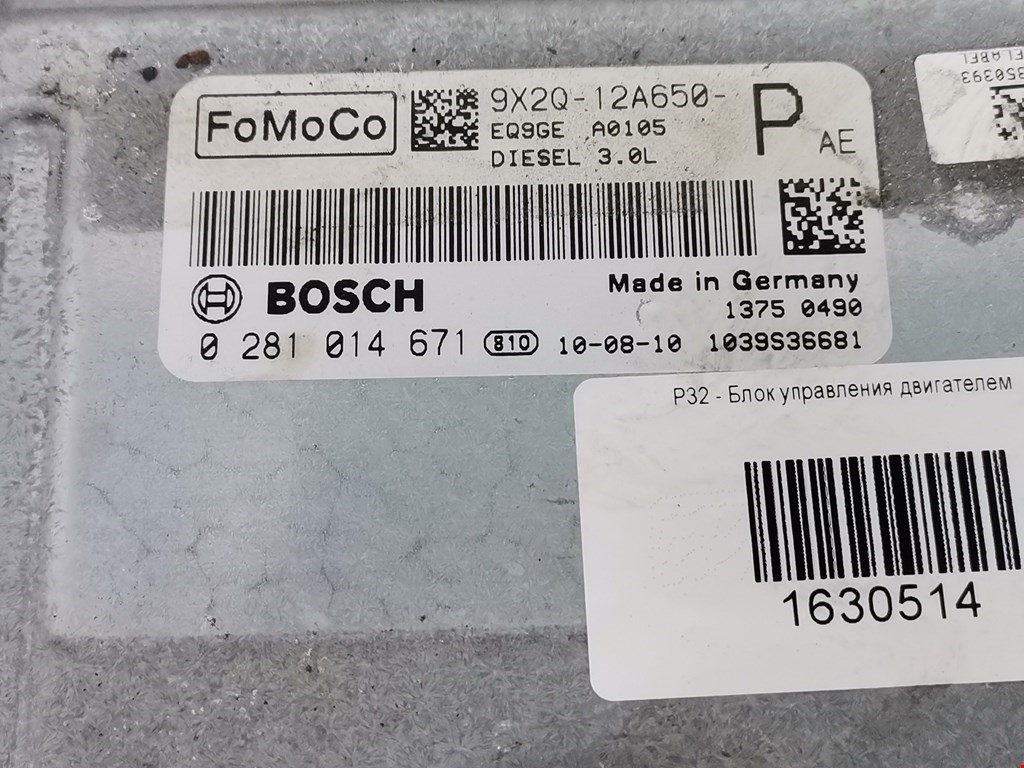 FoMoCo
9X2Q-12A650-
P
AE
EQ9GE A0105
DIESEL 3.0L
BOSCH
Made in Germany
1375 0490
0 281 014 671 810 10-08-10 1039S36681
P32 - Блок управления двигателем
1630514